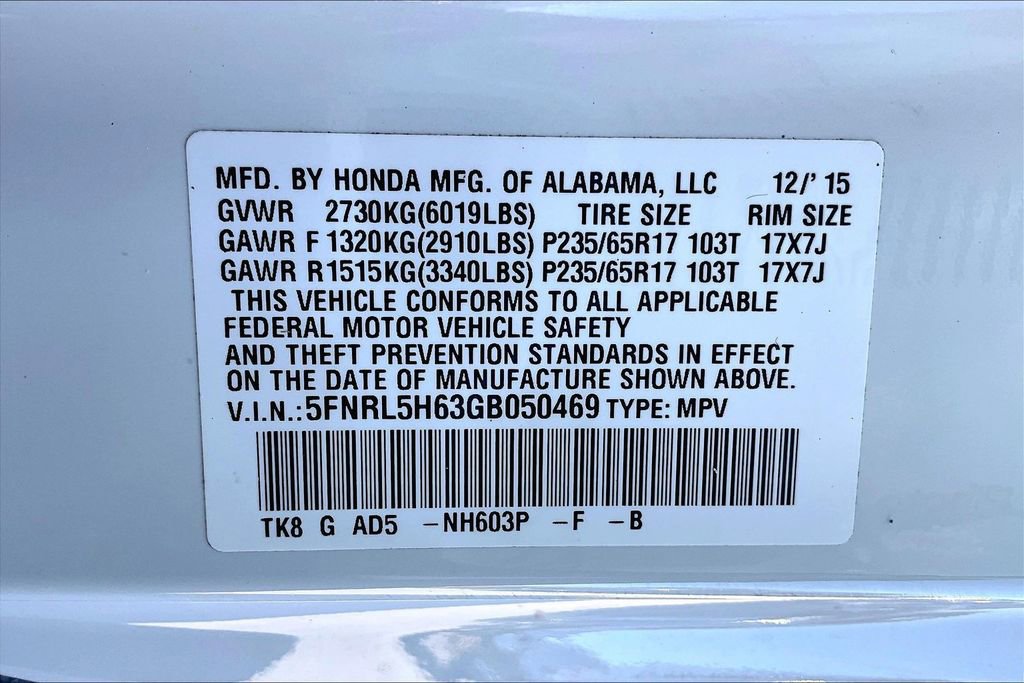 MFD. BY HONDA MFG. OF ALABAMA, LLC 12/' 15
GVWR 2730KG(6019LBS) TIRE SIZE RIM SIZE
GAWR F 1320KG(2910LBS) P235/65R17 103T 17X7J
GAWR R1515KG(3340LBS) P235/65R17 103T 17X7J
THIS VEHICLE CONFORMS TO ALL APPLICABLE
FEDERAL MOTOR VEHICLE SAFETY
AND THEFT PREVENTION STANDARDS IN EFFECT
ON THE DATE OF MANUFACTURE SHOWN ABOVE.
V.I.N.:5FNRL5H63GB050469 TYPE: MPV
TK8 G AD5 -NH603P -F -B